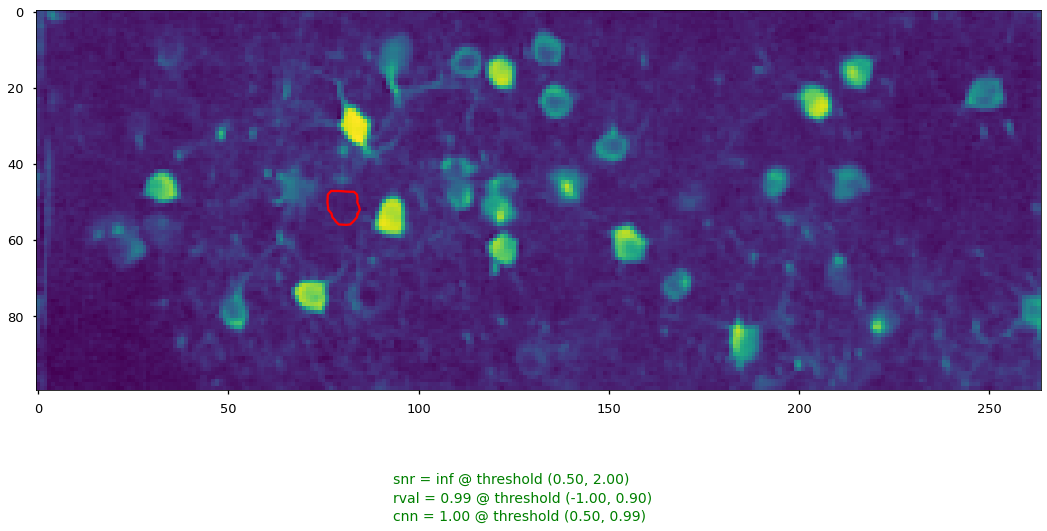 0
20
40
60
80
0 50 100 150 200 250
snr = inf @ threshold (0.50, 2.00)
rval = 0.99 @ threshold (-1.00, 0.90)
cnn = 1.00 @ threshold (0.50, 0.99)